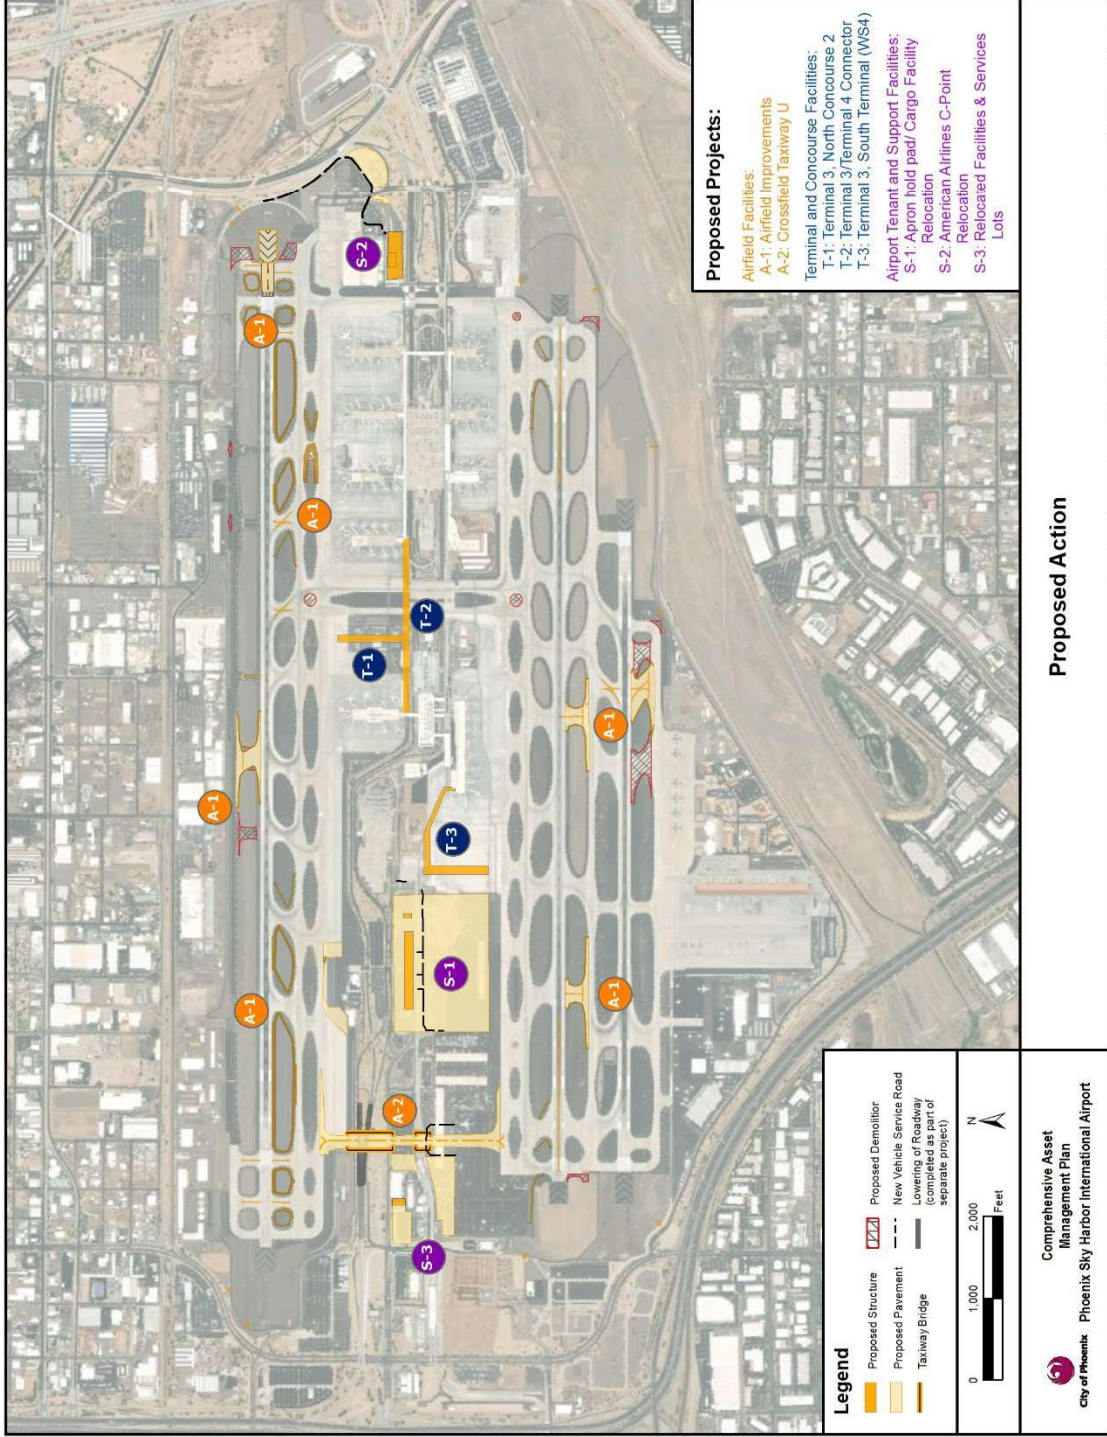 Proposed Projects:
Airfield Facilities:
A-1: Airfield Improvements
A-2: Crossfield Taxiway U
Terminal and Concourse Facilities:
T-1: Terminal 3, North Concourse 2
T-2: Terminal 3/Terminal 4 Connector
T-3: Terminal 3, South Terminal (WS4)
Airport Tenant and Support Facilities:
S-1: Apron hold pad/ Cargo Facility
Relocation
S-2: American AIrlines C-Point
Relocation
S-3: Relocated Facilities & Services
Lots
A-1
A-1
A-1
A-1
A-1
A-1
A-2
T-1
T-2
T-3
S-1
S-2
S-3
Legend
Proposed Structure
Proposed Pavement
Taxiway Bridge
Proposed Demolition
New Vehicle Service Road
Lowering of Roadway
(completed as part of
separate project)
0 1,000 2,000
Feet
N
City of Phoenix
Comprehensive Asset
Management Plan
Phoenix Sky Harbor International Airport
Proposed Action